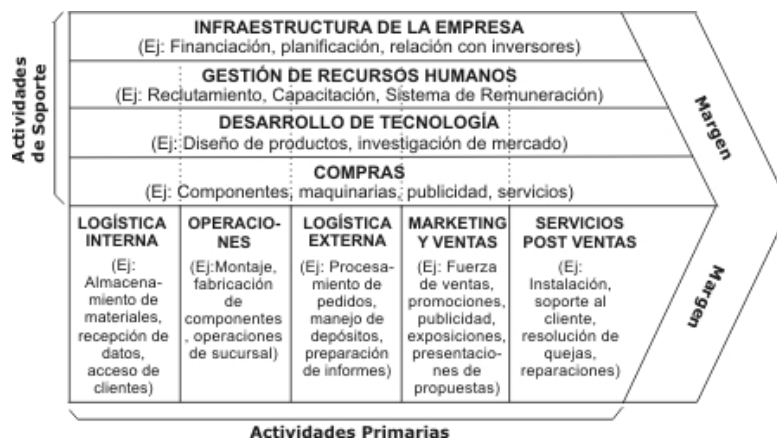 INFRAESTRUCTURA DE LA EMPRESA
(Ej: Financiación, planificación, relación con inversores)
GESTIÓN DE RECURSOS HUMANOS
(Ej: Reclutamiento, Capacitación, Sistema de Remuneración)
DESARROLLO DE TECNOLOGÍA
(Ej: Diseño de productos, investigación de mercado)
COMPRAS
(Ej: Componentes, maquinarias, publicidad, servicios)
Actividades
de Soporte
Margen
LOGÍSTICA
INTERNA
(Ej:
Almacena-
miento de
materiales,
recepción de
datos,
acceso de
clientes)
OPERACIO-
NES
(Ej:Montaje,
fabricación
de
componentes
, operaciones
de sucursal)
LOGÍSTICA
EXTERNA
(Ej: Procesa-
miento de
pedidos,
manejo de
depósitos,
preparación
de informes)
MARKETING
Y VENTAS
(Ej: Fuerza
de ventas,
promociones,
publicidad,
exposiciones,
presentacio-
nes de
propuestas)
SERVICIOS
POST VENTAS
(Ej:
Instalación,
soporte al
cliente,
resolución de
quejas,
reparaciones)
Margen
Actividades Primarias